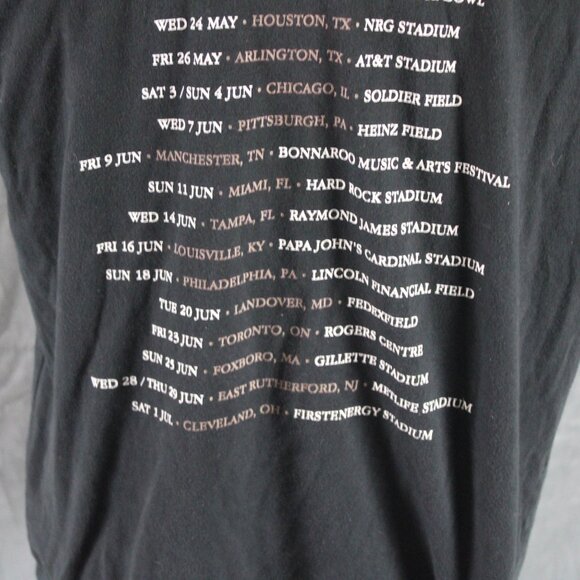 WED 24 MAY • HOUSTON, TX • NRG STADIUM
FRI 26 MAY • ARLINGTON, TX • AT&T STADIUM
SAT 3 / SUN 4 JUN • CHICAGO, IL • SOLDIER FIELD
WED 7 JUN • PITTSBURGH, PA • HEINZ FIELD
FRI 9 JUN • MANCHESTER, TN • BONNAROO MUSIC & ARTS FESTIVAL
SUN 11 JUN • MIAMI, FL • HARD ROCK STADIUM
WED 14 JUN • TAMPA, FL • RAYMOND JAMES STADIUM
FRI 16 JUN • LOUISVILLE, KY • PAPA JOHN'S CARDINAL STADIUM
SUN 18 JUN • PHILADELPHIA, PA • LINCOLN FINANCIAL FIELD
TUE 20 JUN • LANDOVER, MD • FEDEXFIELD
FRI 23 JUN • TORONTO, ON • ROGERS CENTRE
SUN 25 JUN • FOXBORO, MA • GILLETTE STADIUM
WED 28 / THU 29 JUN • EAST RUTHERFORD, NJ • METLIFE STADIUM
SAT 1 JUL • CLEVELAND, OH • FIRSTENERGY STADIUM